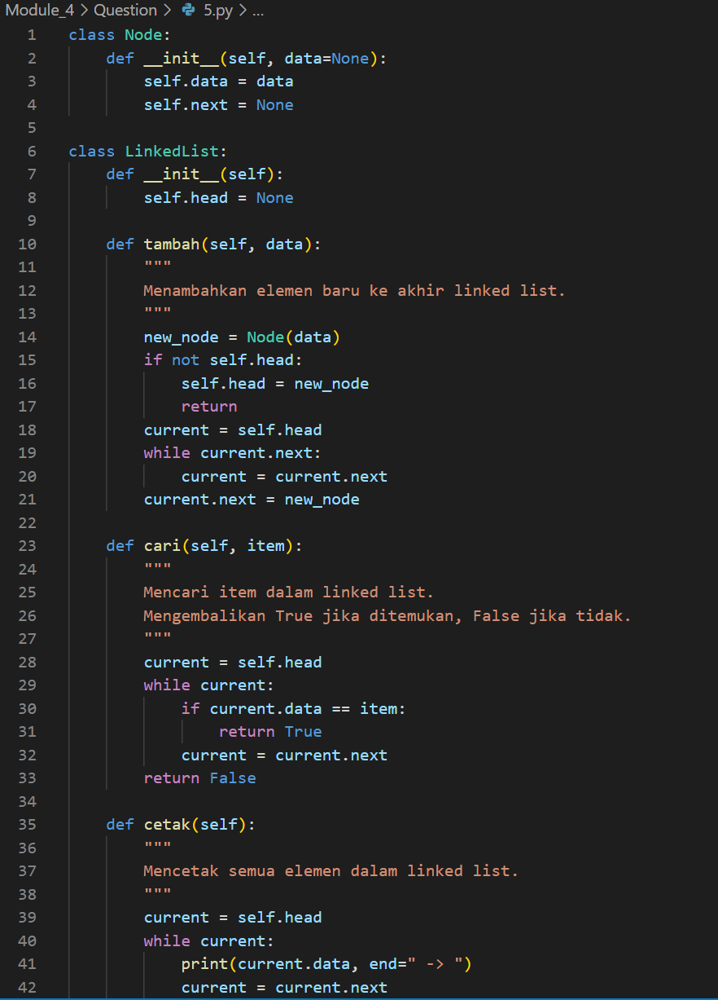 Module_4 > Question > 5.py > ...
1 class Node:
2     def __init__(self, data=None):
3         self.data = data
4         self.next = None
5
6 class LinkedList:
7     def __init__(self):
8         self.head = None
9
10     def tambah(self, data):
11         """
12         Menambahkan elemen baru ke akhir linked list.
13         """
14         new_node = Node(data)
15         if not self.head:
16             self.head = new_node
17             return
18         current = self.head
19         while current.next:
20             current = current.next
21         current.next = new_node
22
23     def cari(self, item):
24         """
25         Mencari item dalam linked list.
26         Mengembalikan True jika ditemukan, False jika tidak.
27         """
28         current = self.head
29         while current:
30             if current.data == item:
31                 return True
32             current = current.next
33         return False
34
35     def cetak(self):
36         """
37         Mencetak semua elemen dalam linked list.
38         """
39         current = self.head
40         while current:
41             print(current.data, end=" -> ")
42             current = current.next